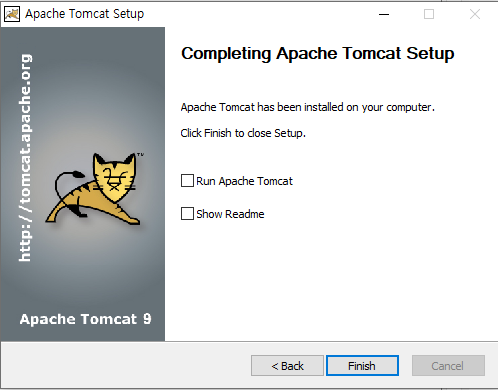 Apache Tomcat Setup
http://tomcat.apache.org
TM
Apache Tomcat 9
Completing Apache Tomcat Setup
Apache Tomcat has been installed on your computer.
Click Finish to close Setup.
Run Apache Tomcat
Show Readme
< Back
Finish
Cancel